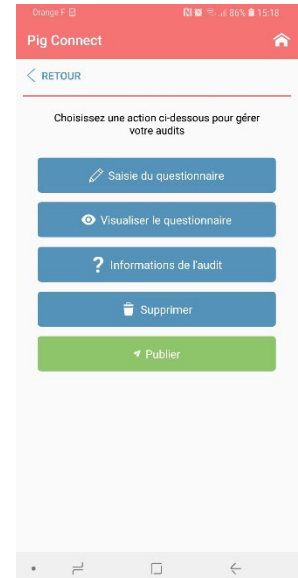 Orange F 86% 15:18
Pig Connect
RETOUR
Choisissez une action ci-dessous pour gérer
votre audits
Saisie du questionnaire
Visualiser le questionnaire
? Informations de l'audit
Supprimer
Publier